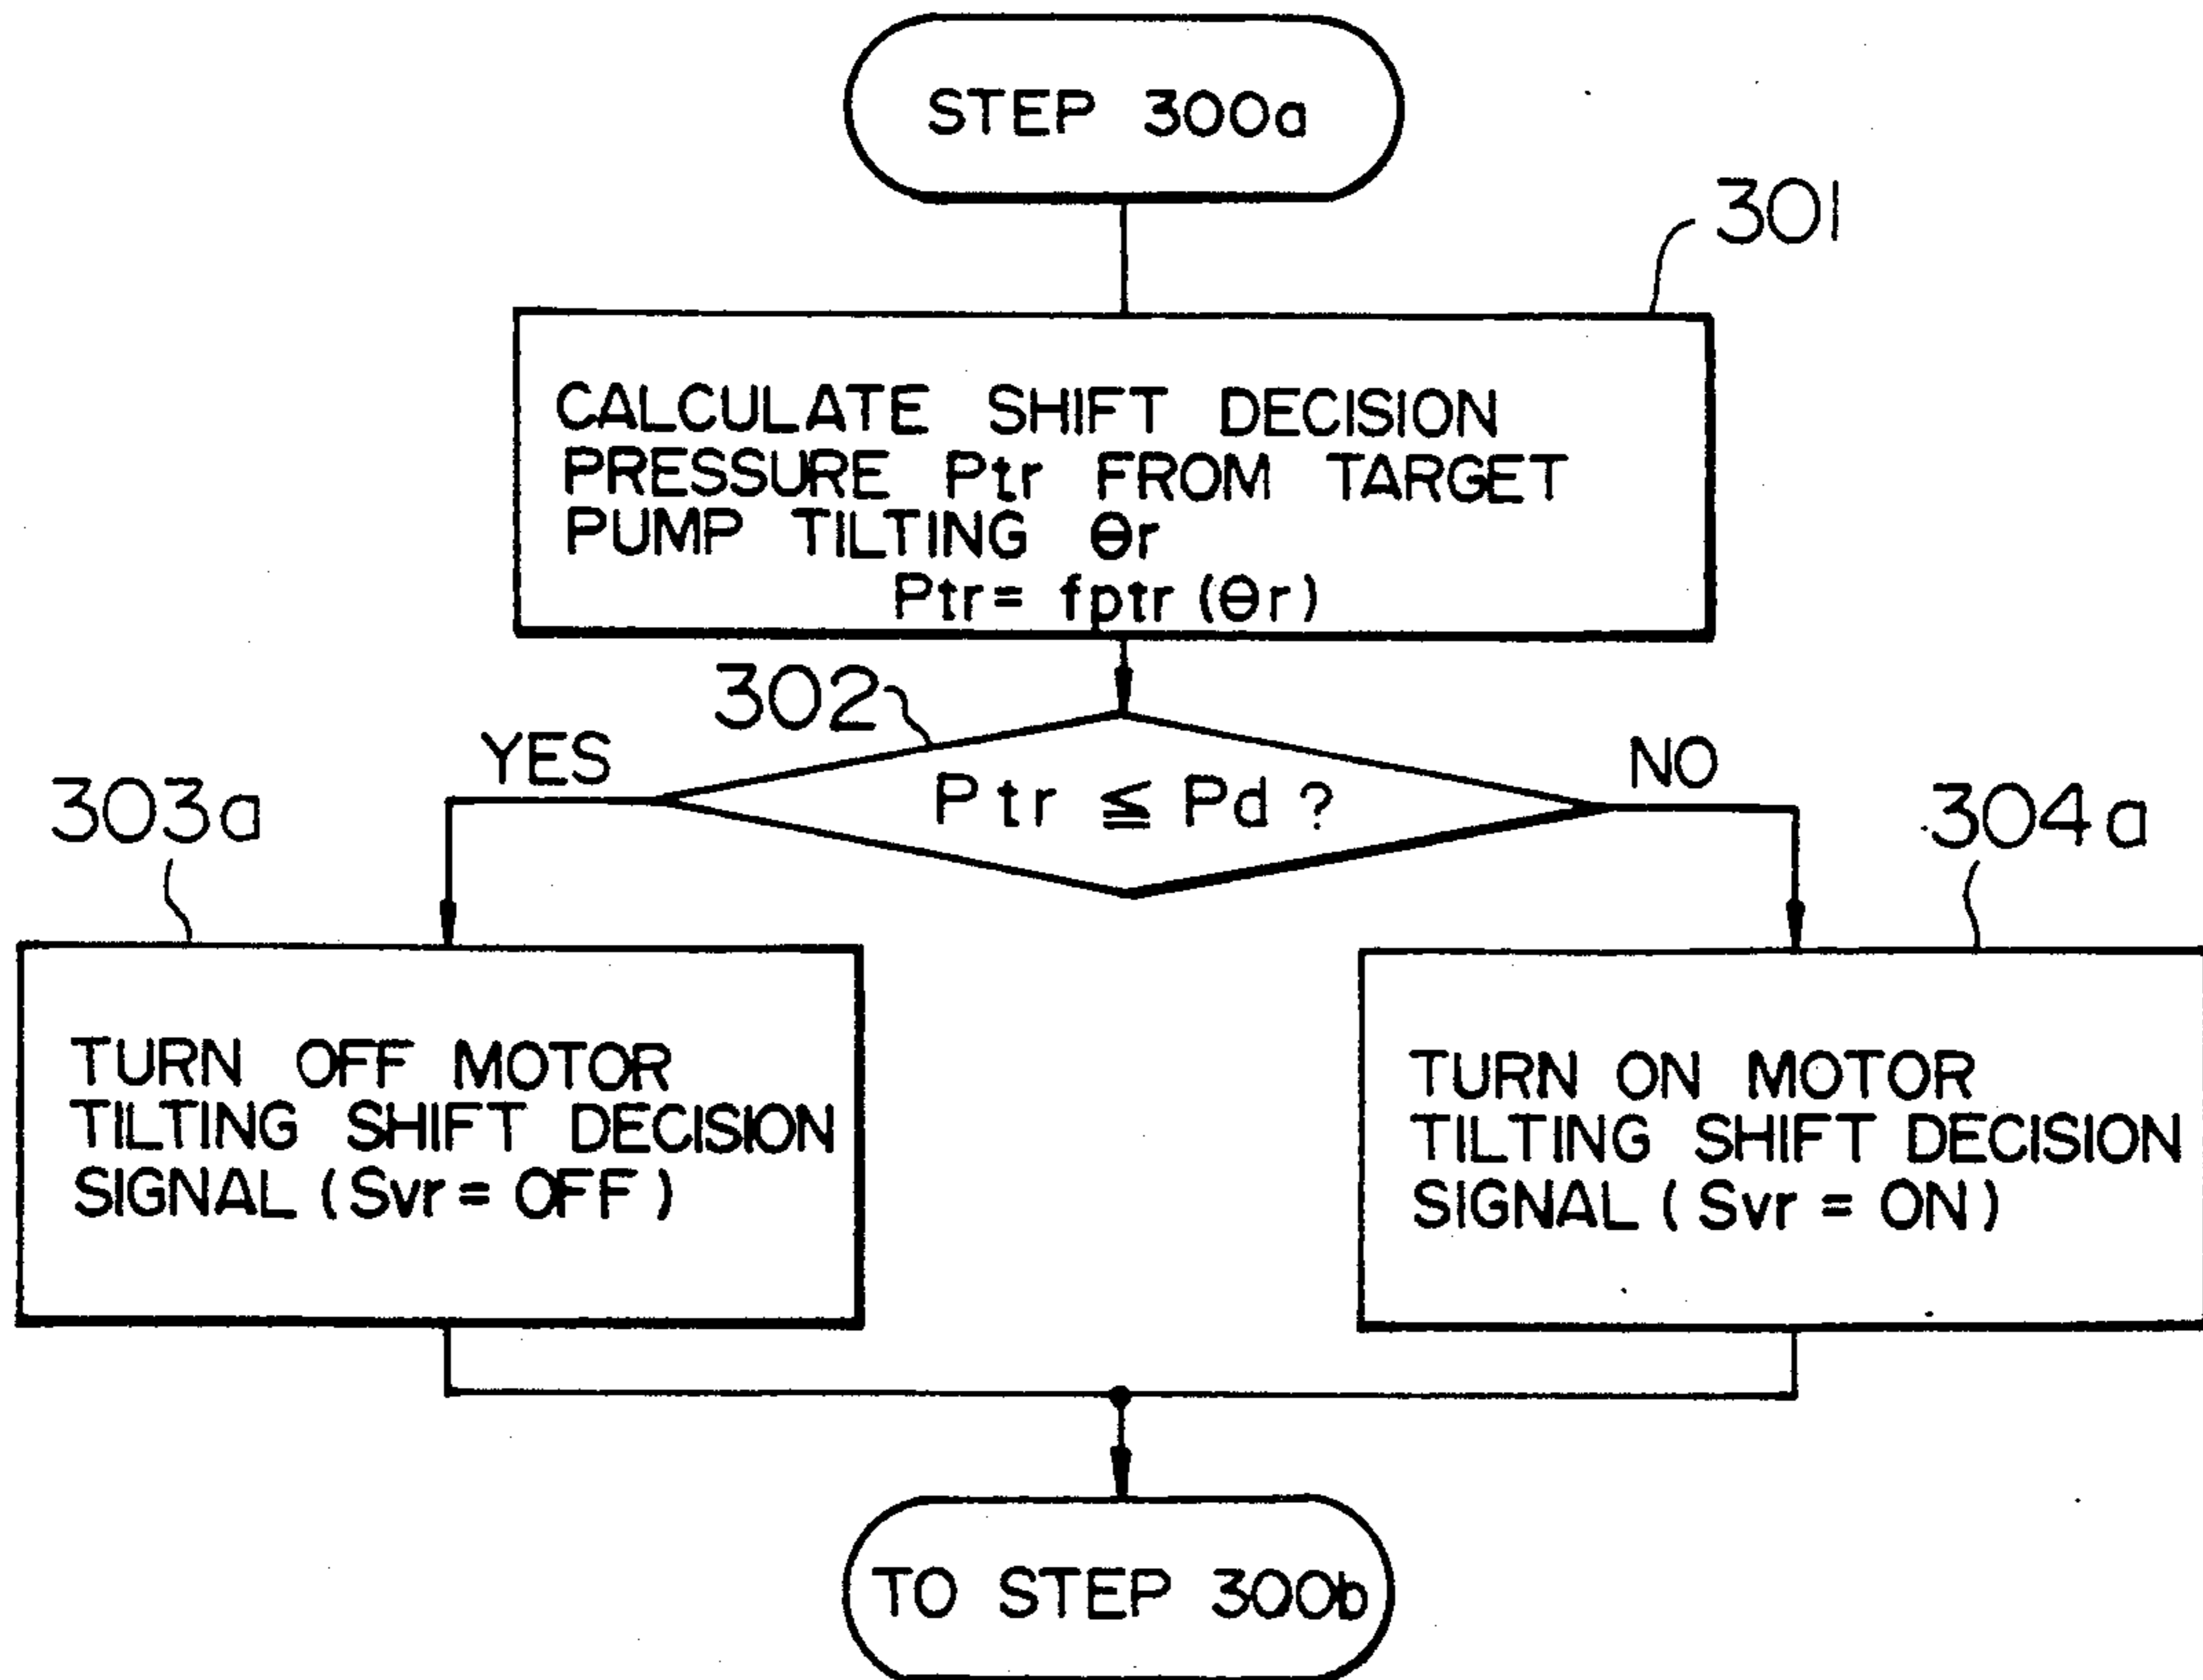 STEP 300a
301
CALCULATE SHIFT DECISION
PRESSURE Ptr FROM TARGET
PUMP TILTING θr
Ptr= fptr (θr)
302
YES
Ptr ≦ Pd ?
NO
303a
304a
TURN OFF MOTOR
TILTING SHIFT DECISION
SIGNAL (Svr = OFF)
TURN ON MOTOR
TILTING SHIFT DECISION
SIGNAL (Svr = ON)
TO STEP 300b